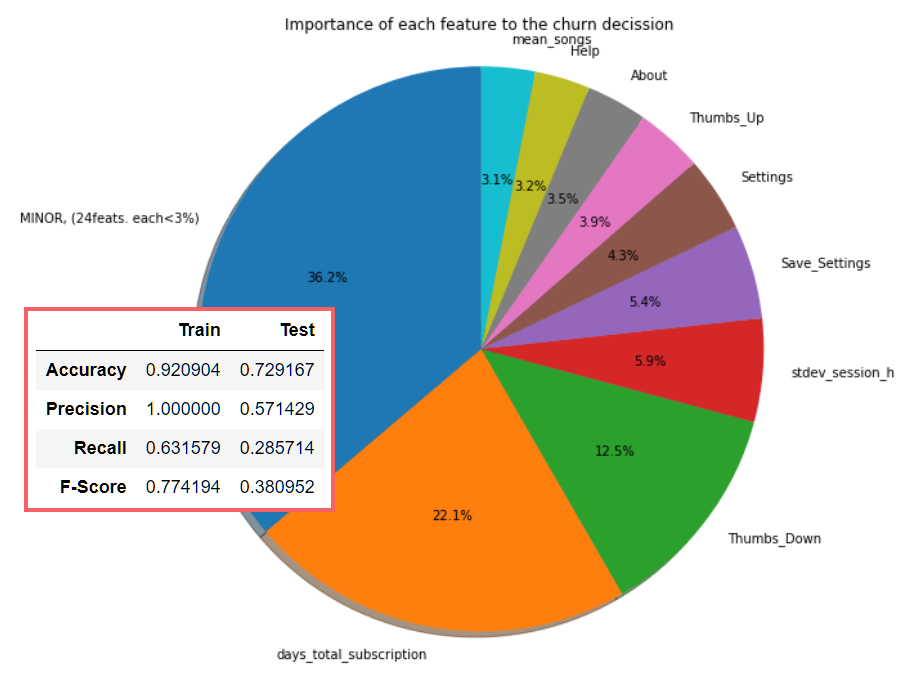 Importance of each feature to the churn decission
mean_songs
Help
About
Thumbs_Up
Settings
Save_Settings
stdev_session_h
Thumbs_Down
days_total_subscription
MINOR, (24feats. each<3%)
3.1%
3.2%
3.5%
3.9%
4.3%
5.4%
5.9%
12.5%
22.1%
36.2%
Train Test
Accuracy 0.920904 0.729167
Precision 1.000000 0.571429
Recall 0.631579 0.285714
F-Score 0.774194 0.380952